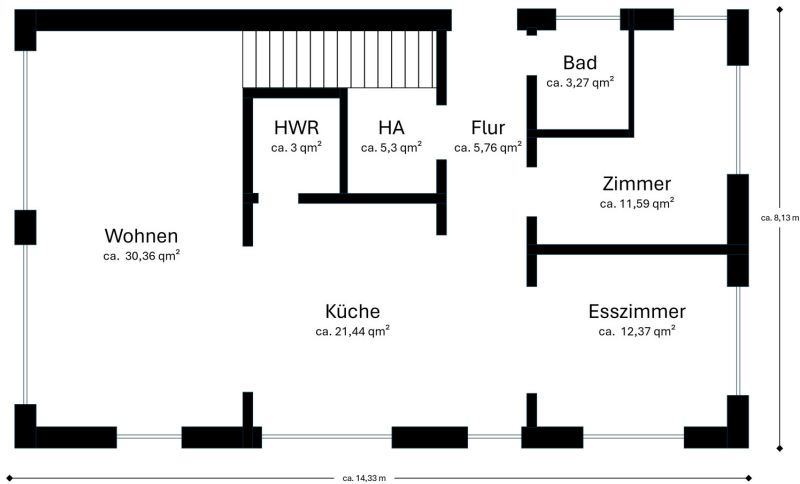 Bad
ca. 3,27 qm²
HWR
ca. 3 qm²
HA
ca. 5,3 qm²
Flur
ca. 5,76 qm²
Zimmer
ca. 11,59 qm²
ca. 8,13 m
Wohnen
ca. 30,36 qm²
Küche
ca. 21,44 qm²
Esszimmer
ca. 12,37 qm²
ca. 14,33 m